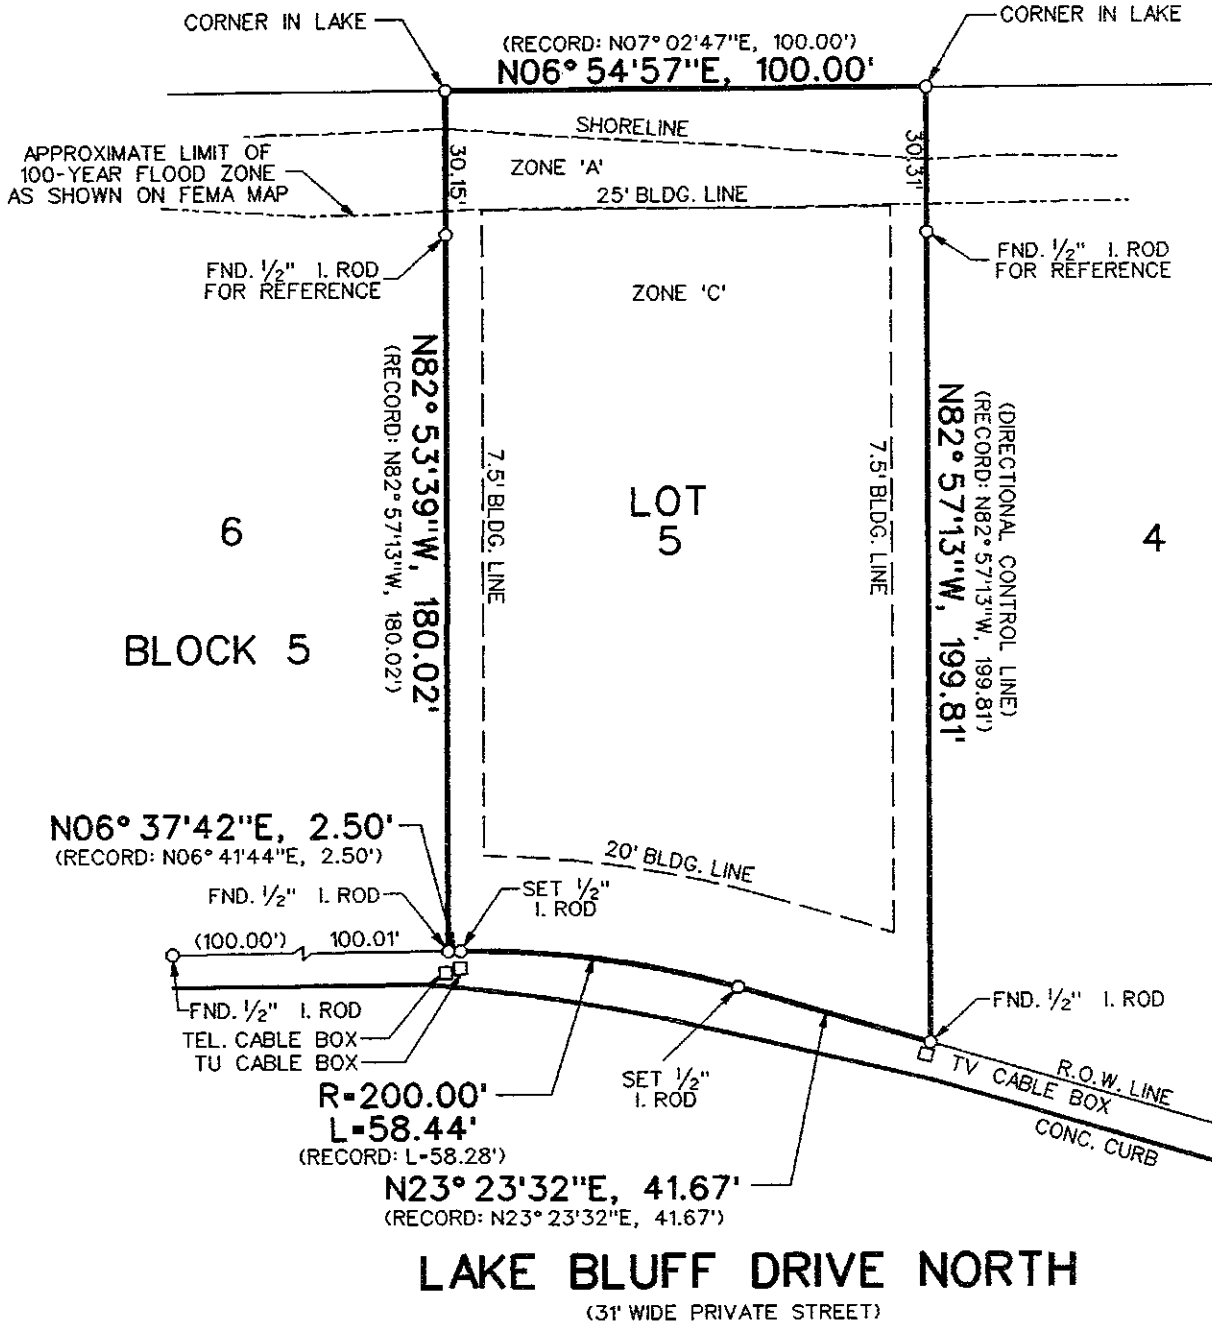 CORNER IN LAKE
CORNER IN LAKE
(RECORD: N07° 02'47"E, 100.00')
N06° 54'57"E, 100.00'
SHORELINE
APPROXIMATE LIMIT OF
100-YEAR FLOOD ZONE
AS SHOWN ON FEMA MAP
30.15'
ZONE 'A'
30.31'
25' BLDG. LINE
FND. 1/2" I. ROD
FOR REFERENCE
ZONE 'C'
FND. 1/2" I. ROD
FOR REFERENCE
N82° 53'39"W, 180.02'
(RECORD: N82° 57'13"W, 180.02')
7.5' BLDG. LINE
LOT
5
7.5' BLDG. LINE
(DIRECTIONAL CONTROL LINE)
(RECORD: N82° 57'13"W, 199.81')
N82° 57'13"W, 199.81'
6
4
BLOCK 5
N06° 37'42"E, 2.50'
(RECORD: N06° 41'44"E, 2.50')
20' BLDG. LINE
FND. 1/2" I. ROD
SET 1/2"
I. ROD
(100.00') 100.01'
FND. 1/2" I. ROD
TEL. CABLE BOX
TU CABLE BOX
FND. 1/2" I. ROD
SET 1/2"
I. ROD
TV CABLE BOX
R.O.W. LINE
CONC. CURB
R=200.00'
L=58.44'
(RECORD: L=58.28')
N23° 23'32"E, 41.67'
(RECORD: N23° 23'32"E, 41.67')
LAKE BLUFF DRIVE NORTH
(31' WIDE PRIVATE STREET)